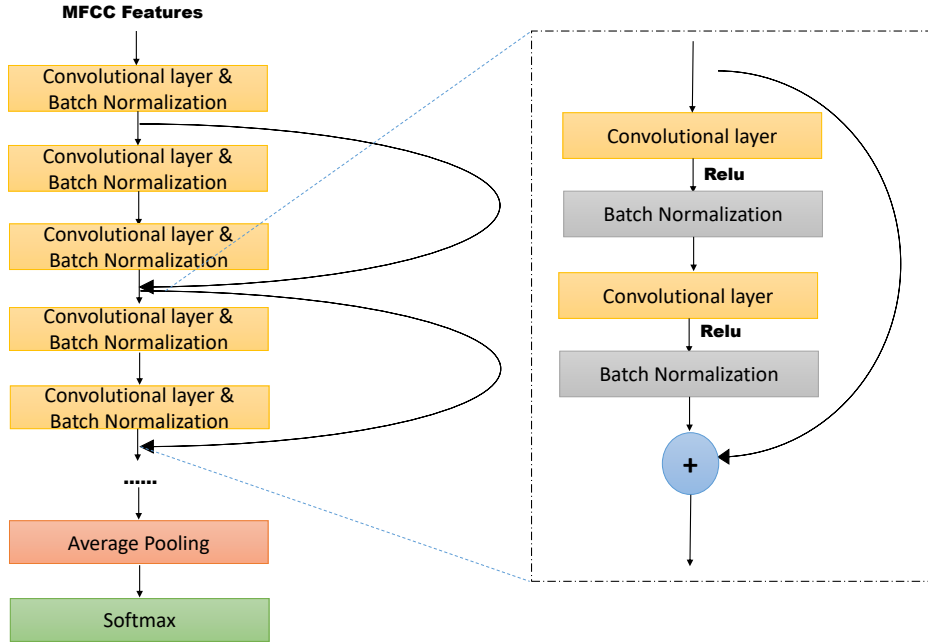 MFCC Features
Convolutional layer &
Batch Normalization
Convolutional layer &
Batch Normalization
Convolutional layer &
Batch Normalization
Convolutional layer &
Batch Normalization
Convolutional layer &
Batch Normalization
......
Average Pooling
Softmax
Convolutional layer
Relu
Batch Normalization
Convolutional layer
Relu
Batch Normalization
+